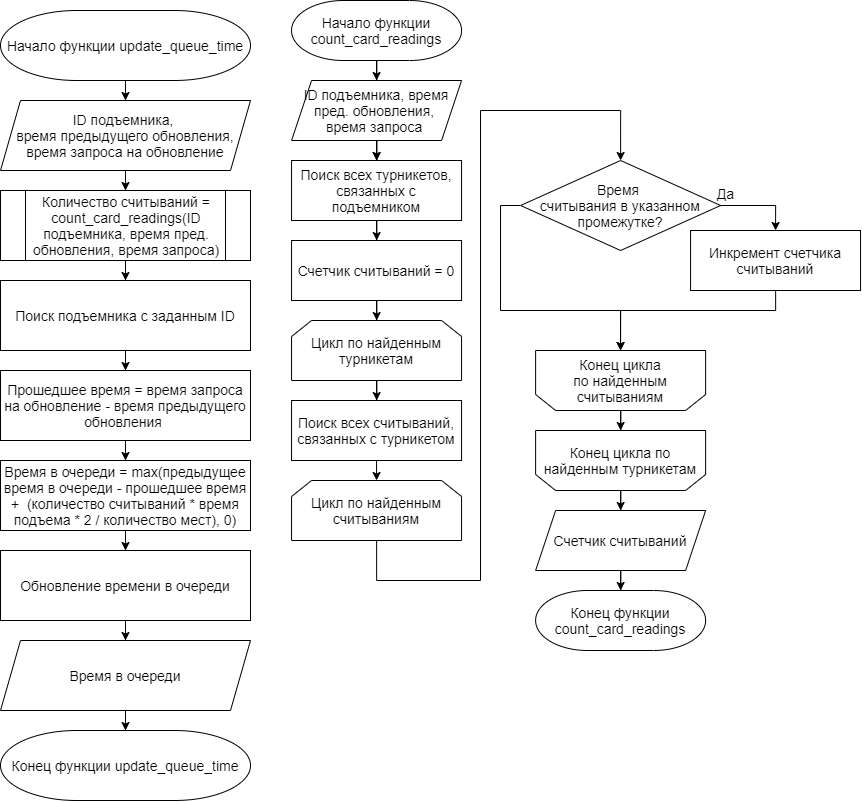 Начало функции update_queue_time
ID подъемника,
время предыдущего обновления,
время запроса на обновление
Количество считываний =
count_card_readings(ID
подъемника, время пред.
обновления, время запроса)
Поиск подъемника с заданным ID
Прошедшее время = время запроса
на обновление - время предыдущего
обновления
Время в очереди = max(предыдущее
время в очереди - прошедшее время
+ (количество считываний * время
подъема * 2 / количество мест), 0)
Обновление времени в очереди
Время в очереди
Конец функции update_queue_time
Начало функции
count_card_readings
ID подъемника, время
пред. обновления,
время запроса
Поиск всех турникетов,
связанных с
подъемником
Счетчик считываний = 0
Цикл по найденным
турникетам
Поиск всех считываний,
связанных с турникетом
Цикл по найденным
считываниям
Время
считывания в указанном
промежутке?
Да
Инкремент счетчика
считываний
Конец цикла
по найденным
считываниям
Конец цикла по
найденным турникетам
Счетчик считываний
Конец функции
count_card_readings